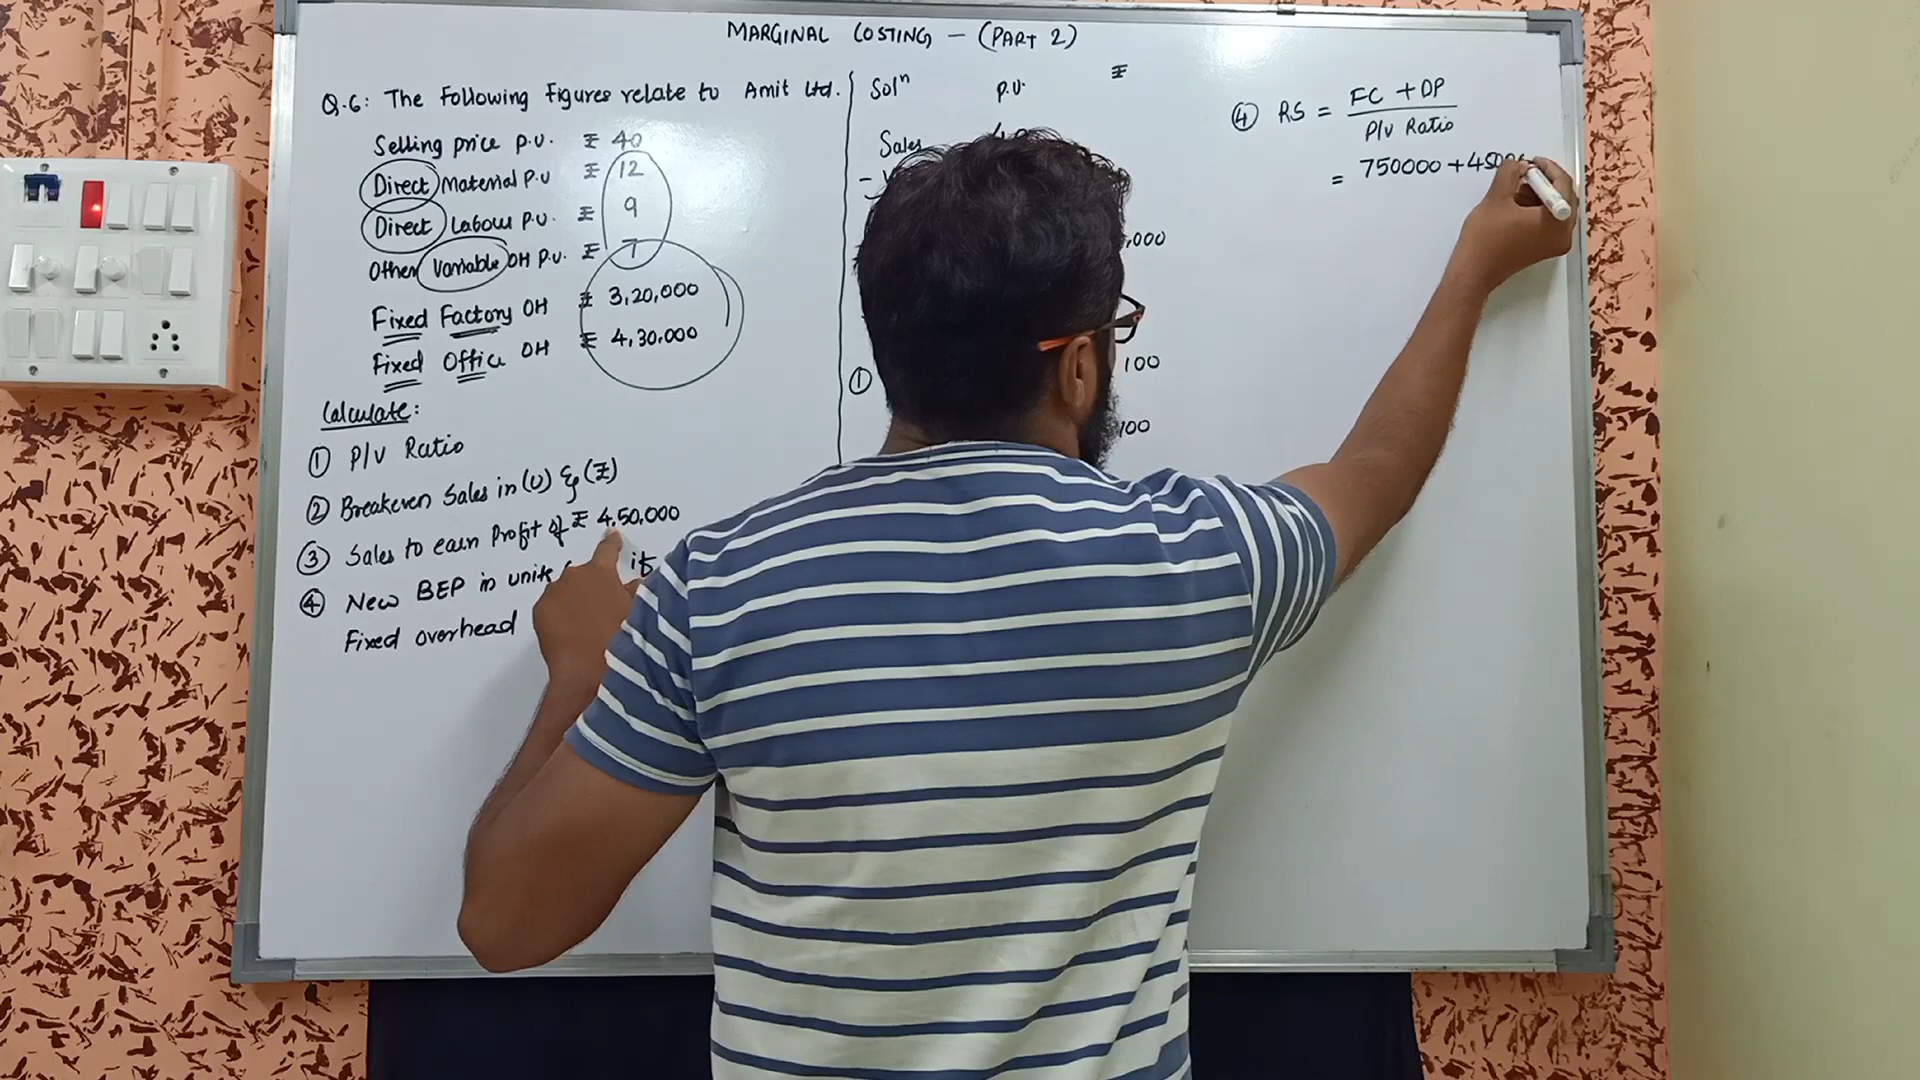 MARGINAL COSTING - (PART 2)
Q.6: The Following Figures relate to Amit Ltd.
Selling price p.u. ₹ 40
Direct Material P.u ₹ 12
Direct Labour p.u. ₹ 9
Other Variable OH p.u. ₹ 7
Fixed Factory OH ₹ 3,20,000
Fixed Office OH ₹ 4,30,000
Calculate:
① P/V Ratio
② Breakeven Sales in (U) & (₹)
③ Sales to earn Profit of ₹ 4,50,000
④ New BEP in units if
Fixed overhead
Solⁿ p.u. ₹
Sales 40
-
,000
① 100
100
④ RS = FC + DP
P/V Ratio
= 750000 + 450